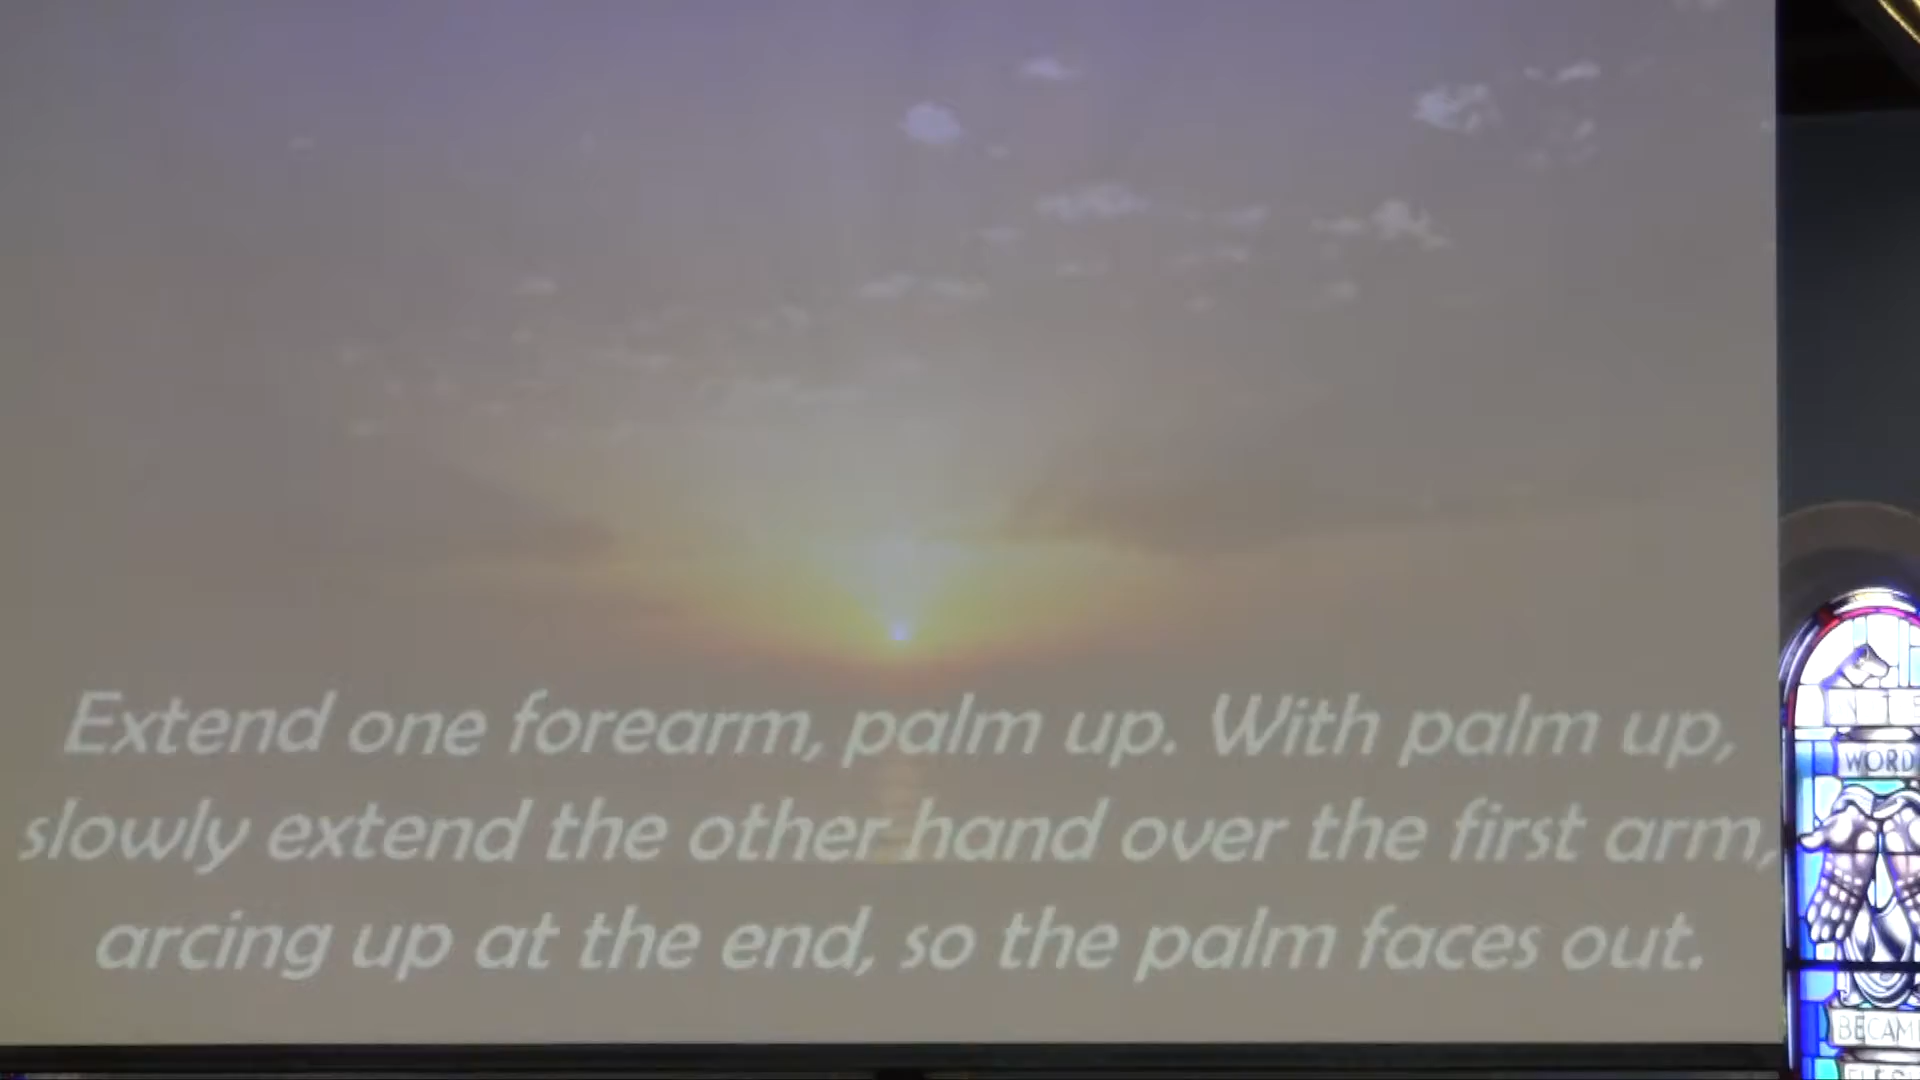 Extend one forearm, palm up. With palm up,
slowly extend the other hand over the first arm,
arcing up at the end, so the palm faces out.
WORD
BECAM